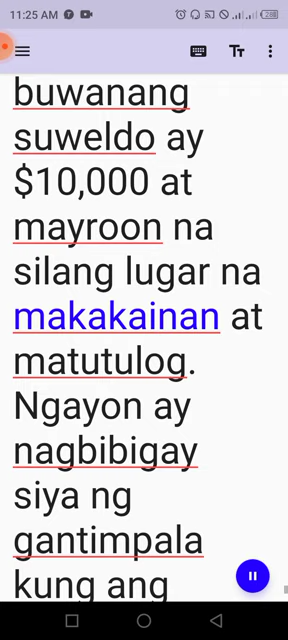 11:25 AM
buwanang
suweldo ay
$10,000 at
mayroon na
silang lugar na
makakainan at
matutulog.
Ngayon ay
nagbibigay
siya ng
gantimpala
kung ang